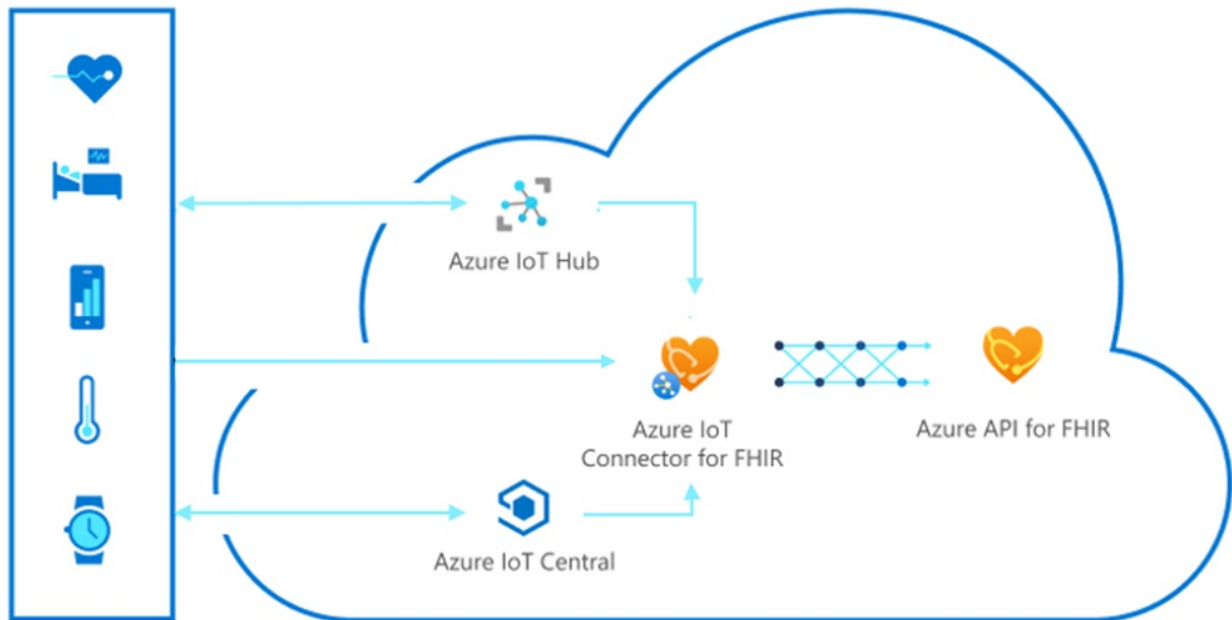 Azure IoT Hub
Azure IoT
Connector for FHIR
Azure API for FHIR
Azure IoT Central